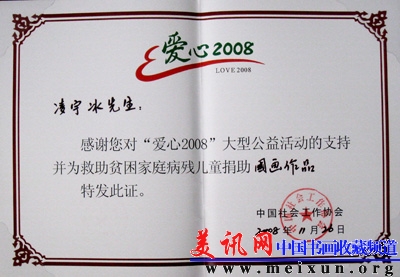 爱心2008
LOVE 2008
凌宇冰先生：
感谢您对“爱心2008”大型公益活动的支持
并为救助贫困家庭病残儿童捐助 国画作品
特发此证。
中国社会工作协会
2008年11月26日
美讯网 中国书画收藏频道
www.meixun.org